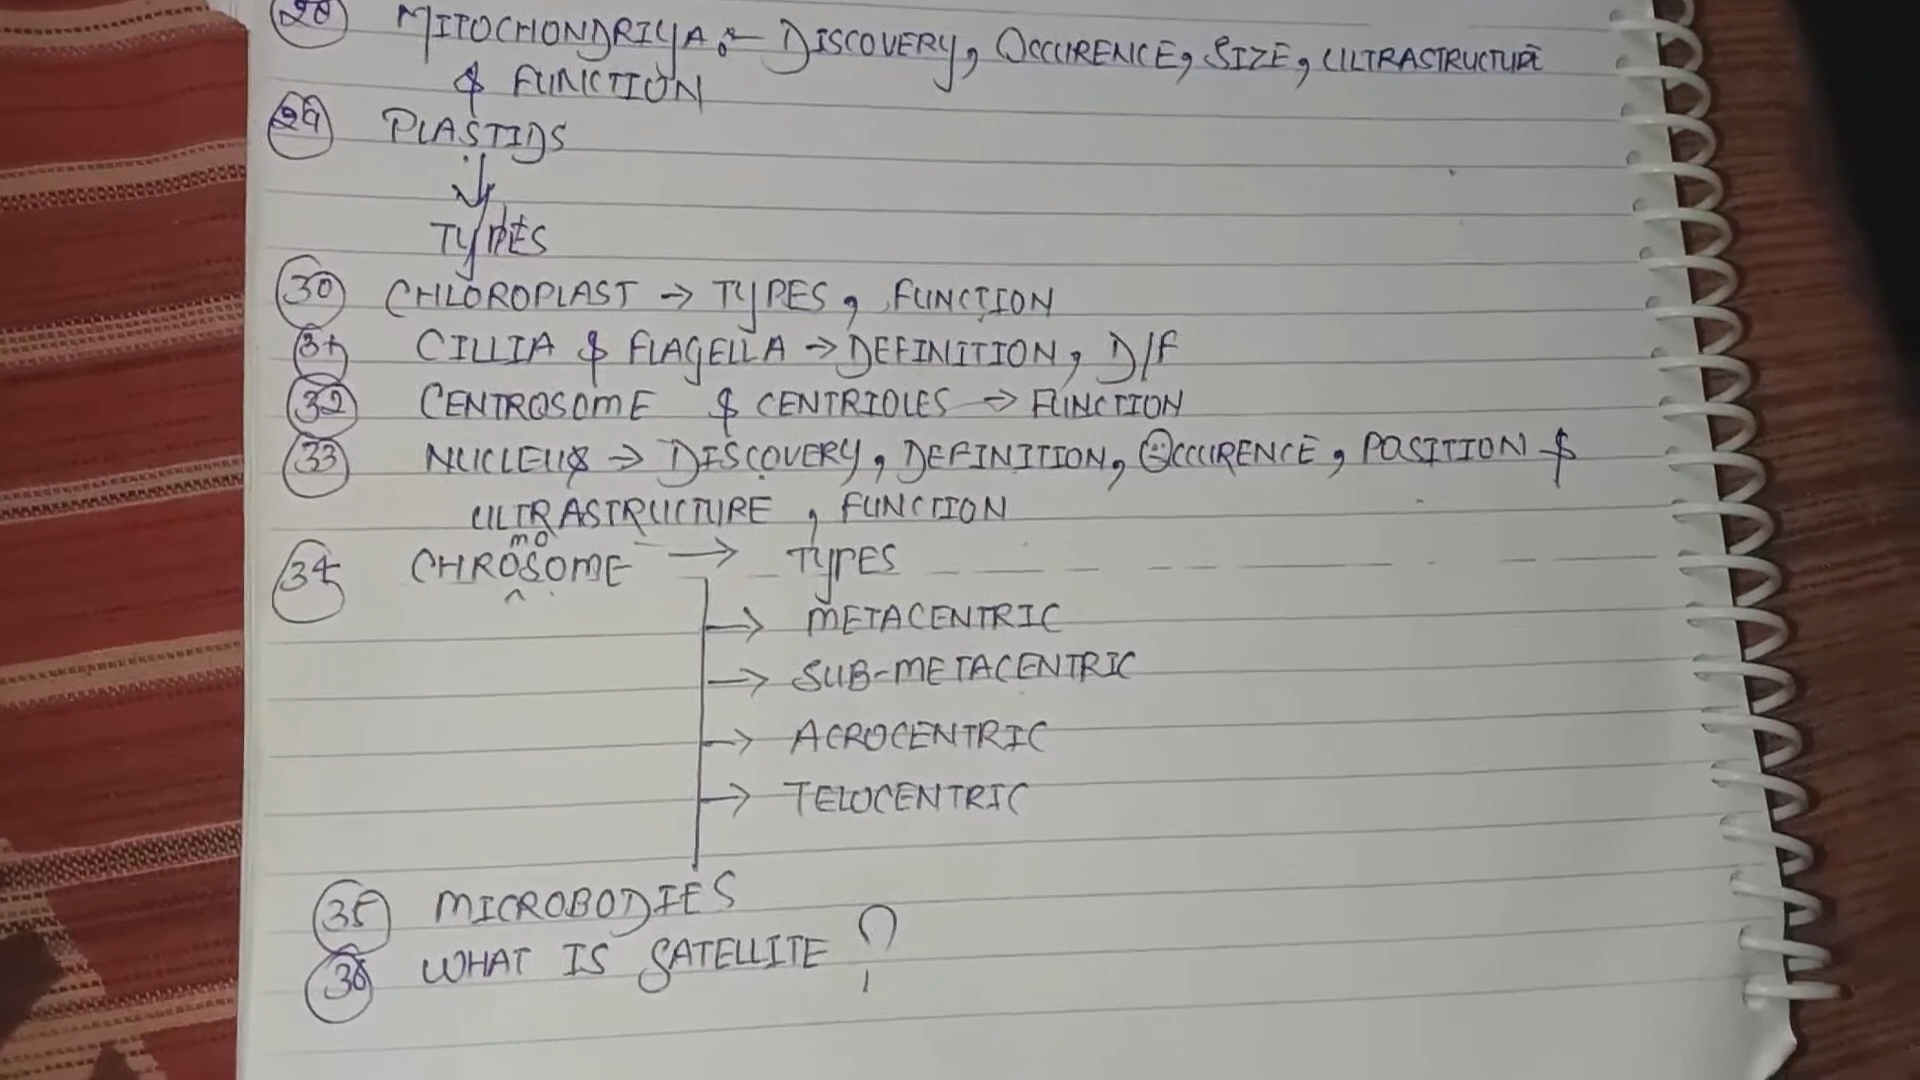 28 MITOCHONDRIYA :- DISCOVERY, OCCURENCE, SIZE, ULTRASTRUCTURE
& FUNCTION
29 PLASTIDS
↓
TYPES
30 CHLOROPLAST → TYPES, FUNCTION
31 CILLIA & FLAGELLA → DEFINITION, D/F
32 CENTROSOME & CENTRIOLES → FUNCTION
33 NUCLEUS → DISCOVERY, DEFINITION, OCCURENCE, POSITION &
ULTRASTRUCTURE, FUNCTION
34 CHROMOSOME → TYPES
→ METACENTRIC
→ SUB-METACENTRIC
→ ACROCENTRIC
→ TELOCENTRIC
35 MICROBODIES
36 WHAT IS SATELLITE ?